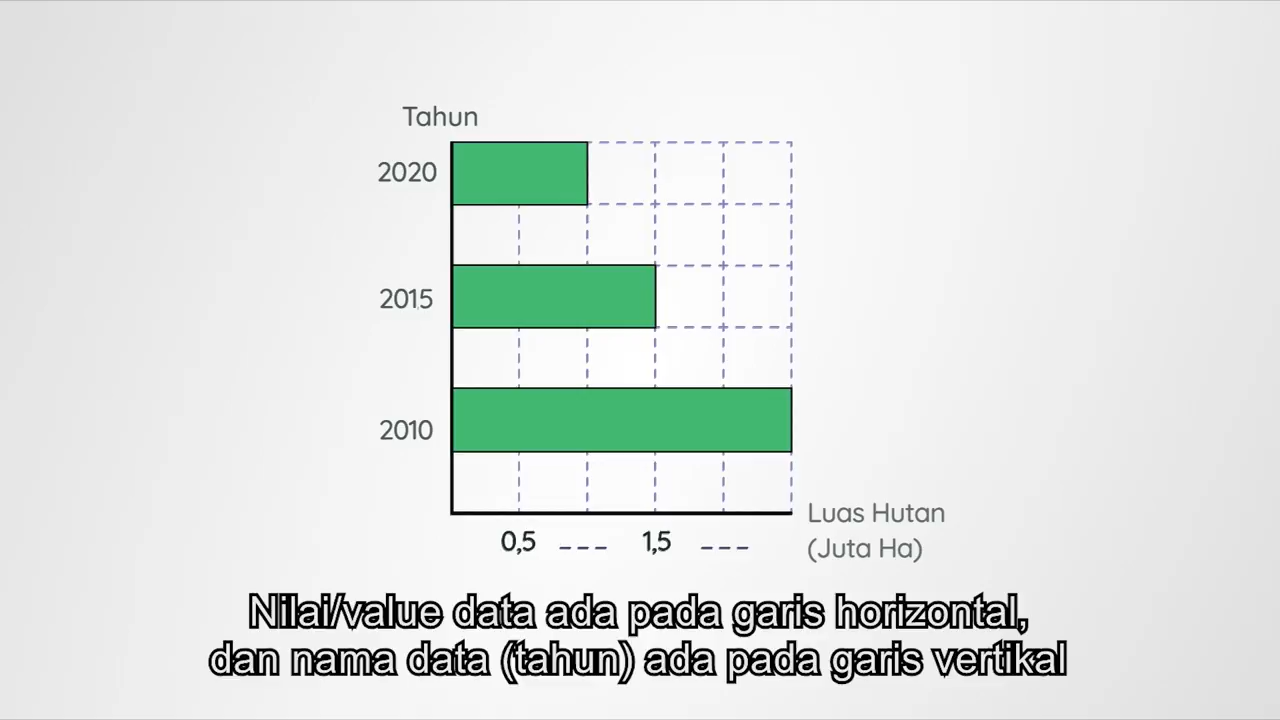 Tahun
2020
2015
2010
Luas Hutan
(Juta Ha)
0,5 --- 1,5 ---
Nilai/value data ada pada garis horizontal,
dan nama data (tahun) ada pada garis vertikal